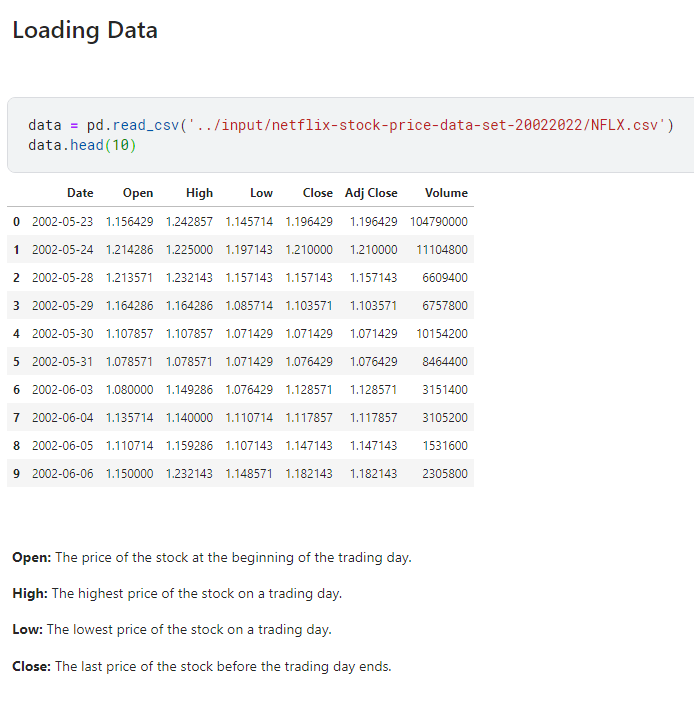 Loading Data
data = pd.read_csv('../input/netflix-stock-price-data-set-20022022/NFLX.csv')
data.head(10)
Date Open High Low Close Adj Close Volume
0 2002-05-23 1.156429 1.242857 1.145714 1.196429 1.196429 104790000
1 2002-05-24 1.214286 1.225000 1.197143 1.210000 1.210000 11104800
2 2002-05-28 1.213571 1.232143 1.157143 1.157143 1.157143 6609400
3 2002-05-29 1.164286 1.164286 1.085714 1.103571 1.103571 6757800
4 2002-05-30 1.107857 1.107857 1.071429 1.071429 1.071429 10154200
5 2002-05-31 1.078571 1.078571 1.071429 1.076429 1.076429 8464400
6 2002-06-03 1.080000 1.149286 1.076429 1.128571 1.128571 3151400
7 2002-06-04 1.135714 1.140000 1.110714 1.117857 1.117857 3105200
8 2002-06-05 1.110714 1.159286 1.107143 1.147143 1.147143 1531600
9 2002-06-06 1.150000 1.232143 1.148571 1.182143 1.182143 2305800
Open: The price of the stock at the beginning of the trading day.
High: The highest price of the stock on a trading day.
Low: The lowest price of the stock on a trading day.
Close: The last price of the stock before the trading day ends.